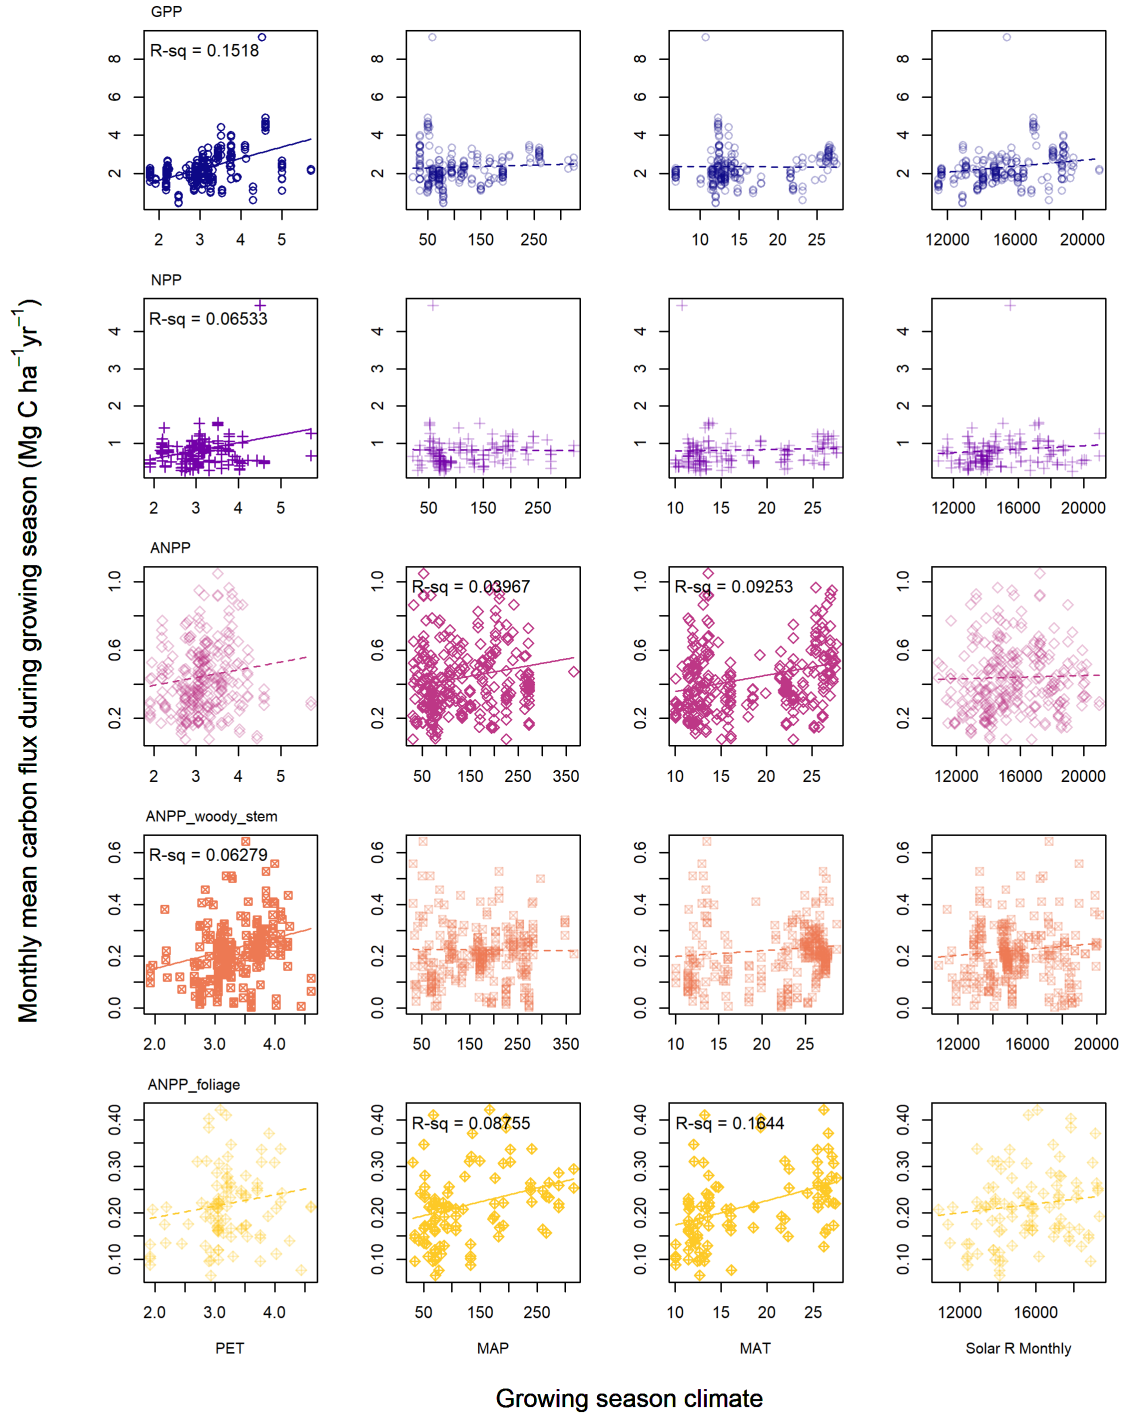 GPP
R-sq = 0.1518
2 4 6 8
2 3 4 5
2 4 6 8
50 150 250
2 4 6 8
10 15 20 25
2 4 6 8
12000 16000 20000
NPP
R-sq = 0.06533
1 2 3 4
2 3 4 5
1 2 3 4
50 150 250
1 2 3 4
10 15 20 25
1 2 3 4
12000 16000 20000
ANPP
0.2 0.6 1.0
2 3 4 5
R-sq = 0.03967
0.2 0.6 1.0
50 150 250 350
R-sq = 0.09253
0.2 0.6 1.0
10 15 20 25
0.2 0.6 1.0
12000 16000 20000
ANPP_woody_stem
R-sq = 0.06279
0.0 0.2 0.4 0.6
2.0 3.0 4.0
0.0 0.2 0.4 0.6
50 150 250 350
0.0 0.2 0.4 0.6
10 15 20 25
0.0 0.2 0.4 0.6
12000 16000 20000
ANPP_foliage
0.10 0.20 0.30 0.40
2.0 3.0 4.0
R-sq = 0.08755
0.10 0.20 0.30 0.40
50 150 250
R-sq = 0.1644
0.10 0.20 0.30 0.40
10 15 20 25
0.10 0.20 0.30 0.40
12000 16000
PET
MAP
MAT
Solar R Monthly
Growing season climate
Monthly mean carbon flux during growing season (Mg C ha⁻¹yr⁻¹)